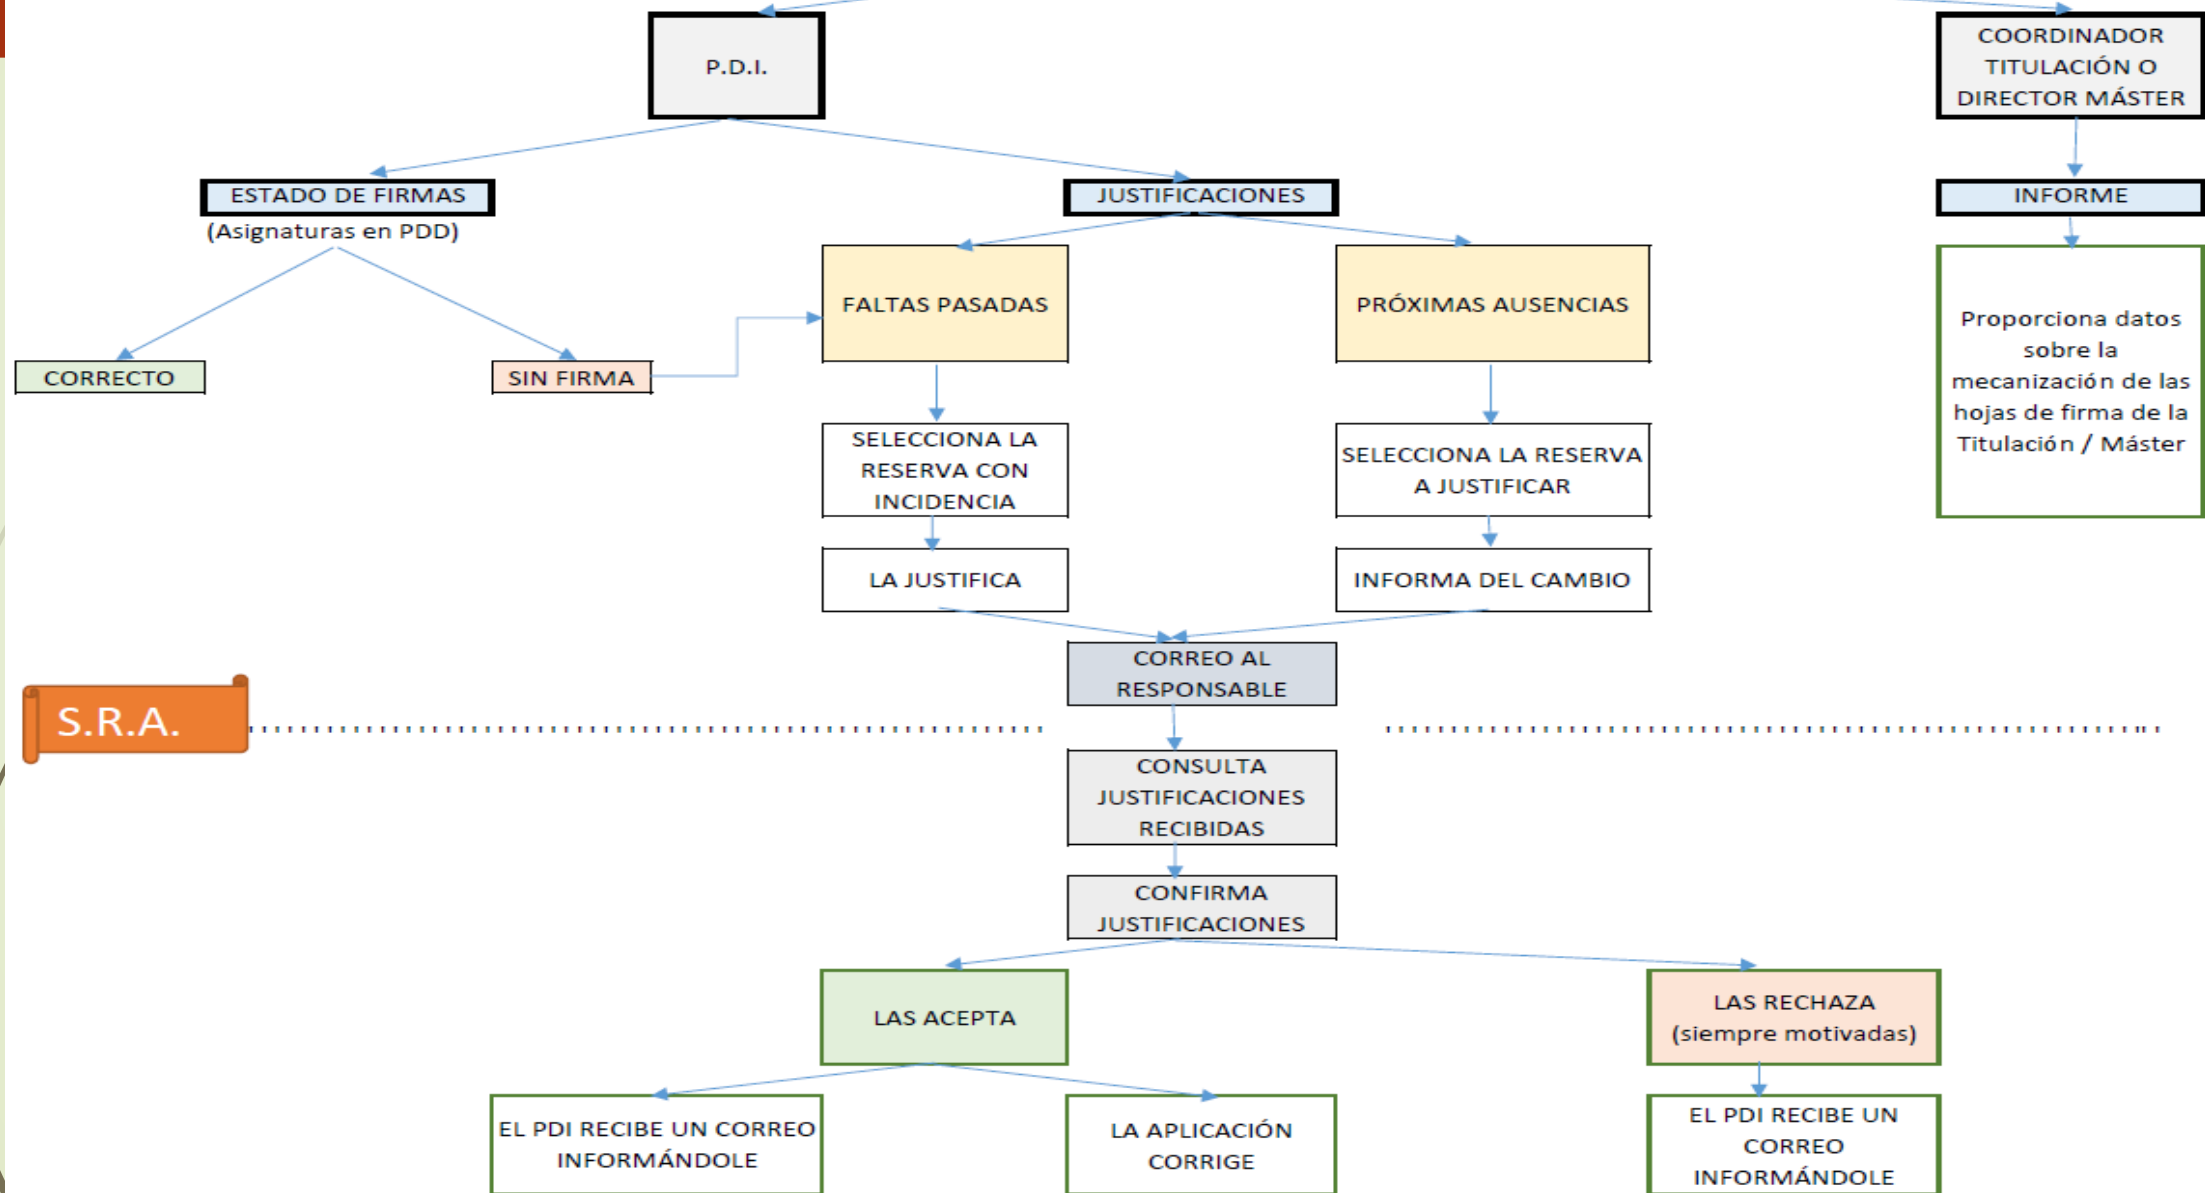 P.D.I.
COORDINADOR
TITULACIÓN O
DIRECTOR MÁSTER
ESTADO DE FIRMAS
(Asignaturas en PDD)
JUSTIFICACIONES
INFORME
FALTAS PASADAS
PRÓXIMAS AUSENCIAS
Proporciona datos
sobre la
mecanización de las
hojas de firma de la
Titulación / Máster
CORRECTO
SIN FIRMA
SELECCIONA LA
RESERVA CON
INCIDENCIA
SELECCIONA LA RESERVA
A JUSTIFICAR
LA JUSTIFICA
INFORMA DEL CAMBIO
CORREO AL
RESPONSABLE
S.R.A.
CONSULTA
JUSTIFICACIONES
RECIBIDAS
CONFIRMA
JUSTIFICACIONES
LAS ACEPTA
LAS RECHAZA
(siempre motivadas)
EL PDI RECIBE UN CORREO
INFORMÁNDOLE
LA APLICACIÓN
CORRIGE
EL PDI RECIBE UN
CORREO
INFORMÁNDOLE